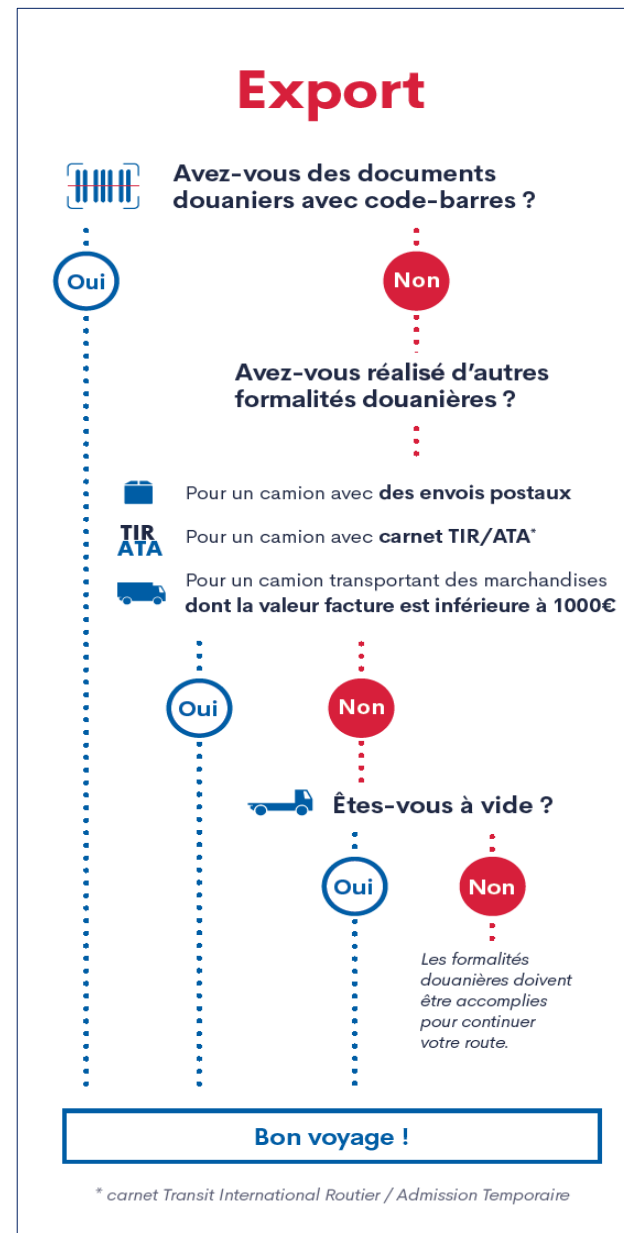 Export
Avez-vous des documents
douaniers avec code-barres ?
Oui
Non
Avez-vous réalisé d’autres
formalités douanières ?
Pour un camion avec des envois postaux
TIR
ATA
Pour un camion avec carnet TIR/ATA*
Pour un camion transportant des marchandises
dont la valeur facture est inférieure à 1000€
Oui
Non
Êtes-vous à vide ?
Oui
Non
Les formalités
douanières doivent
être accomplies
pour continuer
votre route.
Bon voyage !
* carnet Transit International Routier / Admission Temporaire